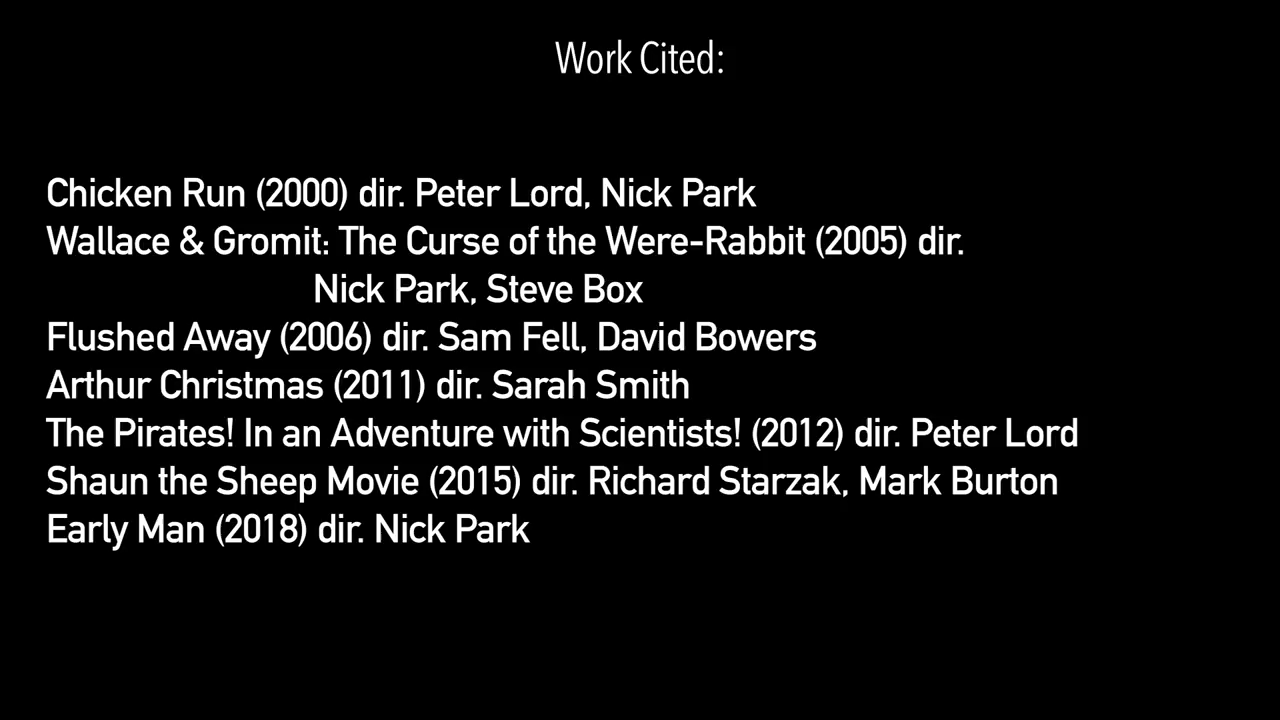 Work Cited:
Chicken Run (2000) dir. Peter Lord, Nick Park
Wallace & Gromit: The Curse of the Were-Rabbit (2005) dir.
Nick Park, Steve Box
Flushed Away (2006) dir. Sam Fell, David Bowers
Arthur Christmas (2011) dir. Sarah Smith
The Pirates! In an Adventure with Scientists! (2012) dir. Peter Lord
Shaun the Sheep Movie (2015) dir. Richard Starzak, Mark Burton
Early Man (2018) dir. Nick Park